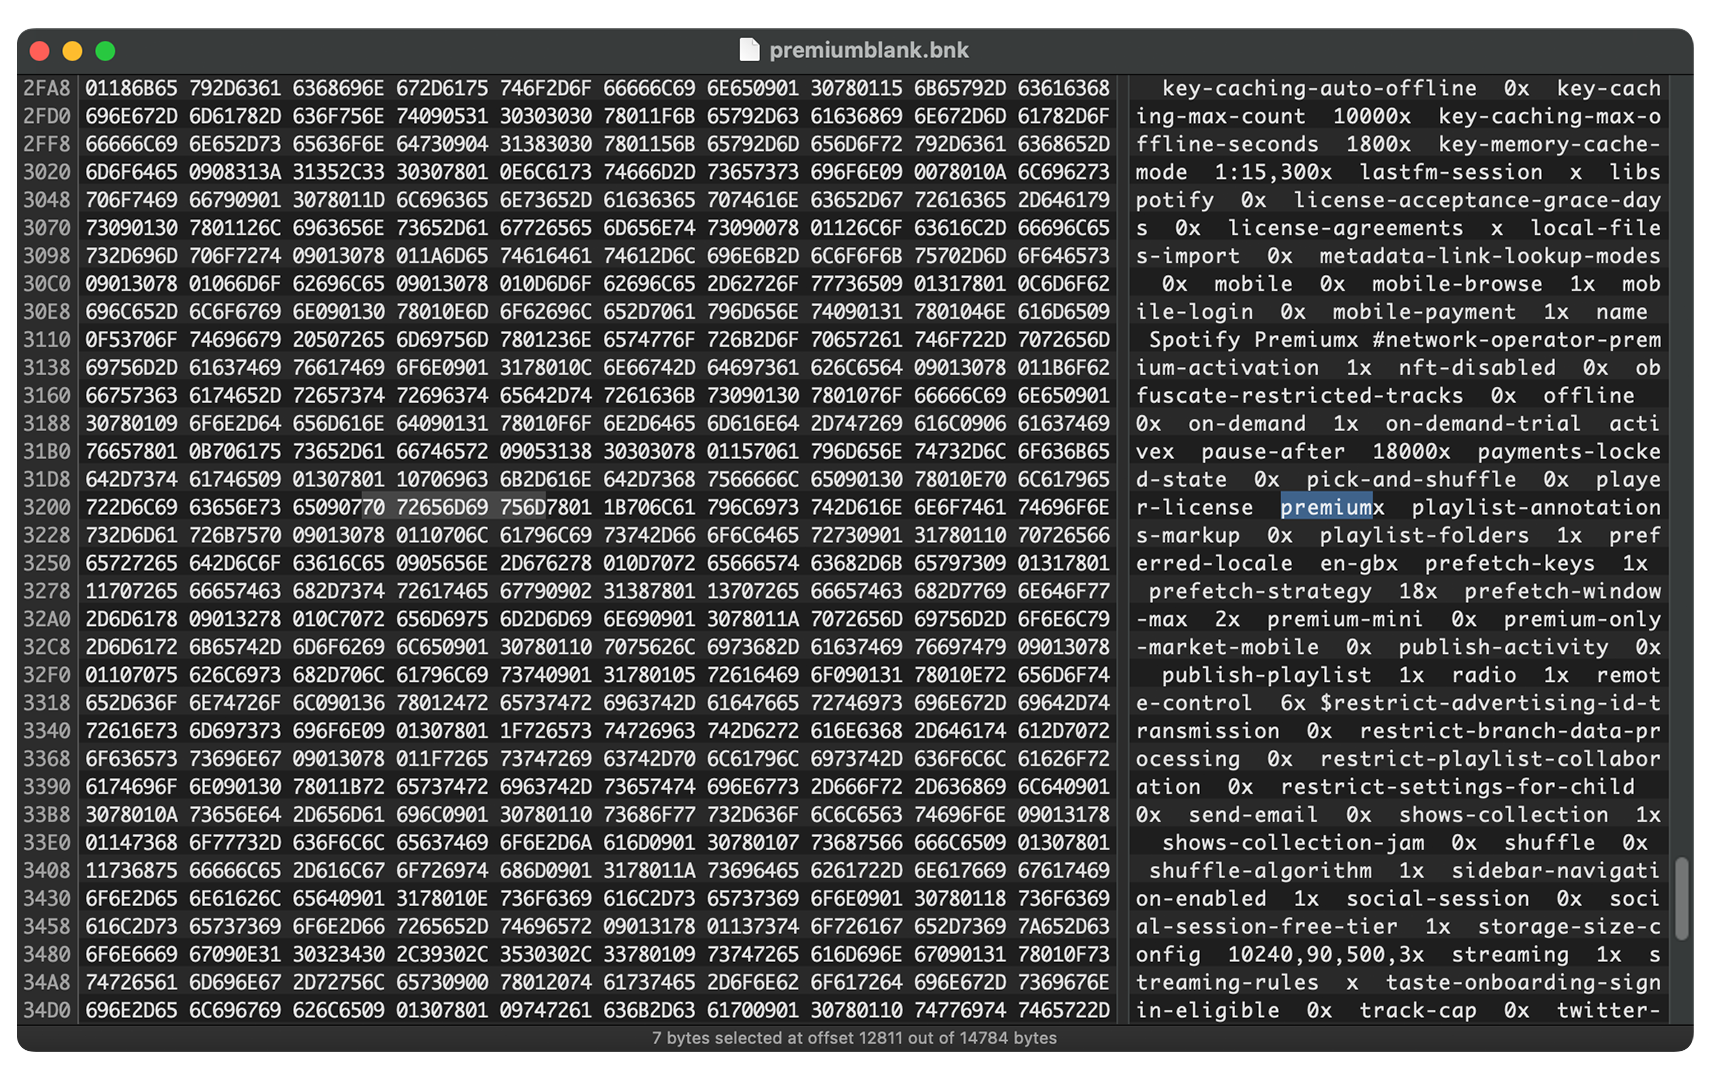 premiumblank.bnk
2FA8 01186B65 792D6361 6368696E 672D6175 746F2D6F 66666C69 6E650901 30780115 6B65792D 63616368 key-caching-auto-offline 0x key-cach
2FD0 696E672D 6D61782D 636F756E 74090531 30303030 78011F6B 65792D63 61636869 6E672D6D 61782D6F ing-max-count 10000x key-caching-max-o
2FF8 66666C69 6E652D73 65636F6E 64730904 31383030 7801156B 65792D6D 656D6F72 792D6361 6368652D ffline-seconds 1800x key-memory-cache-
3020 6D6F6465 0908313A 31352C33 30307801 0E6C6173 74666D2D 73657373 696F6E09 0078010A 6C696273 mode 1:15,300x lastfm-session x libs
3048 706F7469 66790901 3078011D 6C696365 6E73652D 61636365 7074616E 63652D67 72616365 2D646179 potify 0x license-acceptance-grace-day
3070 73090130 7801126C 6963656E 73652D61 67726565 6D656E74 73090078 01126C6F 63616C2D 66696C65 s 0x license-agreements x local-file
3098 732D696D 706F7274 09013078 011A6D65 74616461 74612D6C 696E6B2D 6C6F6F6B 75702D6D 6F646573 s-import 0x metadata-link-lookup-modes
30C0 09013078 01066D6F 62696C65 09013078 010D6D6F 62696C65 2D62726F 77736509 01317801 0C6D6F62 0x mobile 0x mobile-browse 1x mob
30E8 696C652D 6C6F6769 6E090130 78010E6D 6F62696C 652D7061 796D656E 74090131 7801046E 616D6509 ile-login 0x mobile-payment 1x name
3110 0F53706F 74696679 20507265 6D69756D 7801236E 6574776F 726B2D6F 70657261 746F722D 7072656D Spotify Premiumx #network-operator-prem
3138 69756D2D 61637469 76617469 6F6E0901 3178010C 6E66742D 64697361 626C6564 09013078 011B6F62 ium-activation 1x nft-disabled 0x ob
3160 66757363 6174652D 72657374 72696374 65642D74 7261636B 73090130 7801076F 66666C69 6E650901 fuscate-restricted-tracks 0x offline
3188 30780109 6F6E2D64 656D616E 64090131 78010F6F 6E2D6465 6D616E64 2D747269 616C0906 61637469 0x on-demand 1x on-demand-trial acti
31B0 76657801 0B706175 73652D61 66746572 09053138 30303078 01157061 796D656E 74732D6C 6F636B65 vex pause-after 18000x payments-locke
31D8 642D7374 61746509 01307801 10706963 6B2D616E 642D7368 7566666C 65090130 78010E70 6C617965 d-state 0x pick-and-shuffle 0x playe
3200 722D6C69 63656E73 65090770 72656D69 756D7801 1B706C61 796C6973 742D616E 6E6F7461 74696F6E r-license premiumx playlist-annotation
3228 732D6D61 726B7570 09013078 0110706C 61796C69 73742D66 6F6C6465 72730901 31780110 70726566 s-markup 0x playlist-folders 1x pref
3250 65727265 642D6C6F 63616C65 0905656E 2D676278 010D7072 65666574 63682D6B 65797309 01317801 erred-locale en-gbx prefetch-keys 1x
3278 11707265 66657463 682D7374 72617465 67790902 31387801 13707265 66657463 682D7769 6E646F77 prefetch-strategy 18x prefetch-window
32A0 2D6D6178 09013278 010C7072 656D6975 6D2D6D69 6E690901 3078011A 7072656D 69756D2D 6F6E6C79 -max 2x premium-mini 0x premium-only
32C8 2D6D6172 6B65742D 6D6F6269 6C650901 30780110 7075626C 6973682D 61637469 76697479 09013078 -market-mobile 0x publish-activity 0x
32F0 01107075 626C6973 682D706C 61796C69 73740901 31780105 72616469 6F090131 78010E72 656D6F74 publish-playlist 1x radio 1x remot
3318 652D636F 6E74726F 6C090136 78012472 65737472 6963742D 61647665 72746973 696E672D 69642D74 e-control 6x $restrict-advertising-id-t
3340 72616E73 6D697373 696F6E09 01307801 1F726573 74726963 742D6272 616E6368 2D646174 612D7072 ransmission 0x restrict-branch-data-pr
3368 6F636573 73696E67 09013078 011F7265 73747269 63742D70 6C61796C 6973742D 636F6C6C 61626F72 ocessing 0x restrict-playlist-collabor
3390 6174696F 6E090130 78011B72 65737472 6963742D 73657474 696E6773 2D666F72 2D636869 6C640901 ation 0x restrict-settings-for-child
33B8 3078010A 73656E64 2D656D61 696C0901 30780110 73686F77 732D636F 6C6C6563 74696F6E 09013178 0x send-email 0x shows-collection 1x
33E0 01147368 6F77732D 636F6C6C 65637469 6F6E2D6A 616D0901 30780107 73687566 666C6509 01307801 shows-collection-jam 0x shuffle 0x
3408 11736875 66666C65 2D616C67 6F726974 686D0901 3178011A 73696465 6261722D 6E617669 67617469 shuffle-algorithm 1x sidebar-navigati
3430 6F6E2D65 6E61626C 65640901 3178010E 736F6369 616C2D73 65737369 6F6E0901 30780118 736F6369 on-enabled 1x social-session 0x soci
3458 616C2D73 65737369 6F6E2D66 7265652D 74696572 09013178 01137374 6F726167 652D7369 7A652D63 al-session-free-tier 1x storage-size-c
3480 6F6E6669 67090E31 30323430 2C39302C 3530302C 33780109 73747265 616D696E 67090131 78010F73 onfig 10240,90,500,3x streaming 1x s
34A8 74726561 6D696E67 2D72756C 65730900 78012074 61737465 2D6F6E62 6F617264 696E672D 7369676E treaming-rules x taste-onboarding-sign
34D0 696E2D65 6C696769 626C6509 01307801 09747261 636B2D63 61700901 30780110 74776974 7465722D in-eligible 0x track-cap 0x twitter-
7 bytes selected at offset 12811 out of 14784 bytes